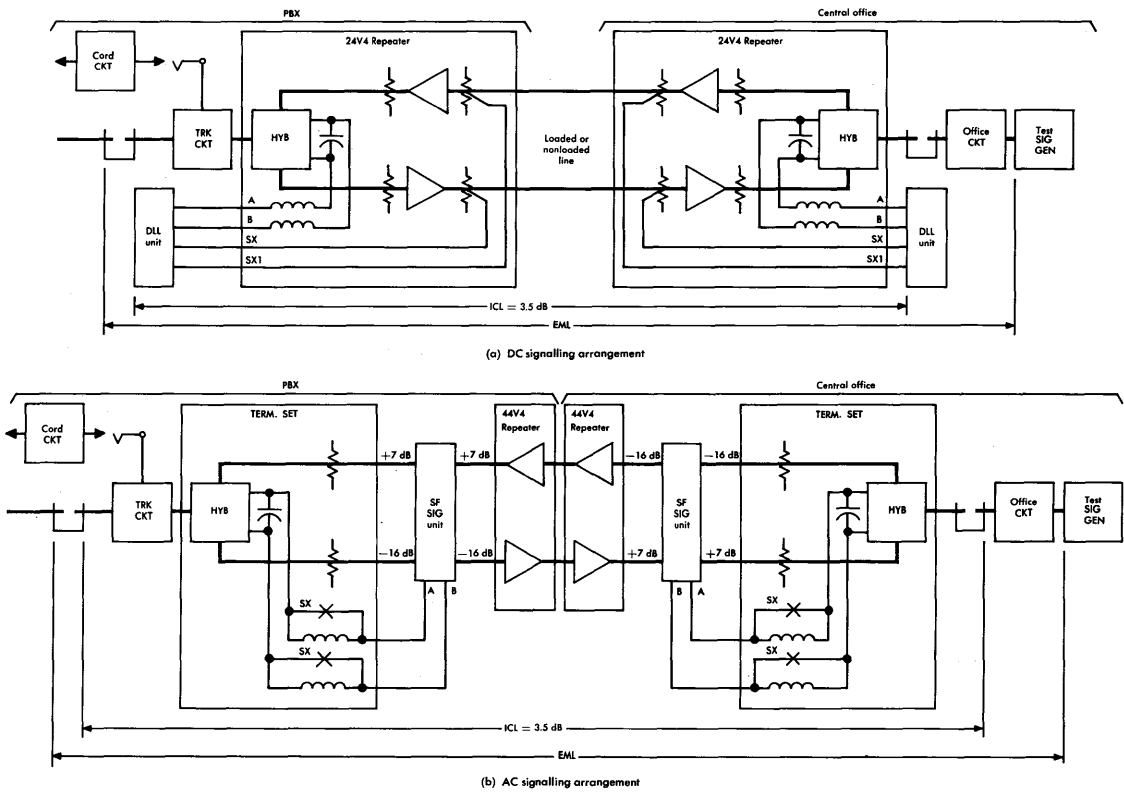 PBX
Central office
24V4 Repeater
24V4 Repeater
Cord
CKT
TRK
CKT
HYB
Loaded or
nonloaded
line
HYB
Office
CKT
Test
SIG
GEN
DLL
unit
A
B
SX
SX1
A
B
SX
SX1
DLL
unit
ICL = 3.5 dB
EML
(a) DC signalling arrangement
PBX
Central office
TERM. SET
44V4
Repeater
44V4
Repeater
TERM. SET
Cord
CKT
+7 dB
+7 dB
−16 dB
−16 dB
TRK
CKT
HYB
SF
SIG
unit
SF
SIG
unit
HYB
Office
CKT
Test
SIG
GEN
−16 dB
−16 dB
+7 dB
+7 dB
A
B
B
A
SX
SX
SX
SX
ICL = 3.5 dB
EML
(b) AC signalling arrangement